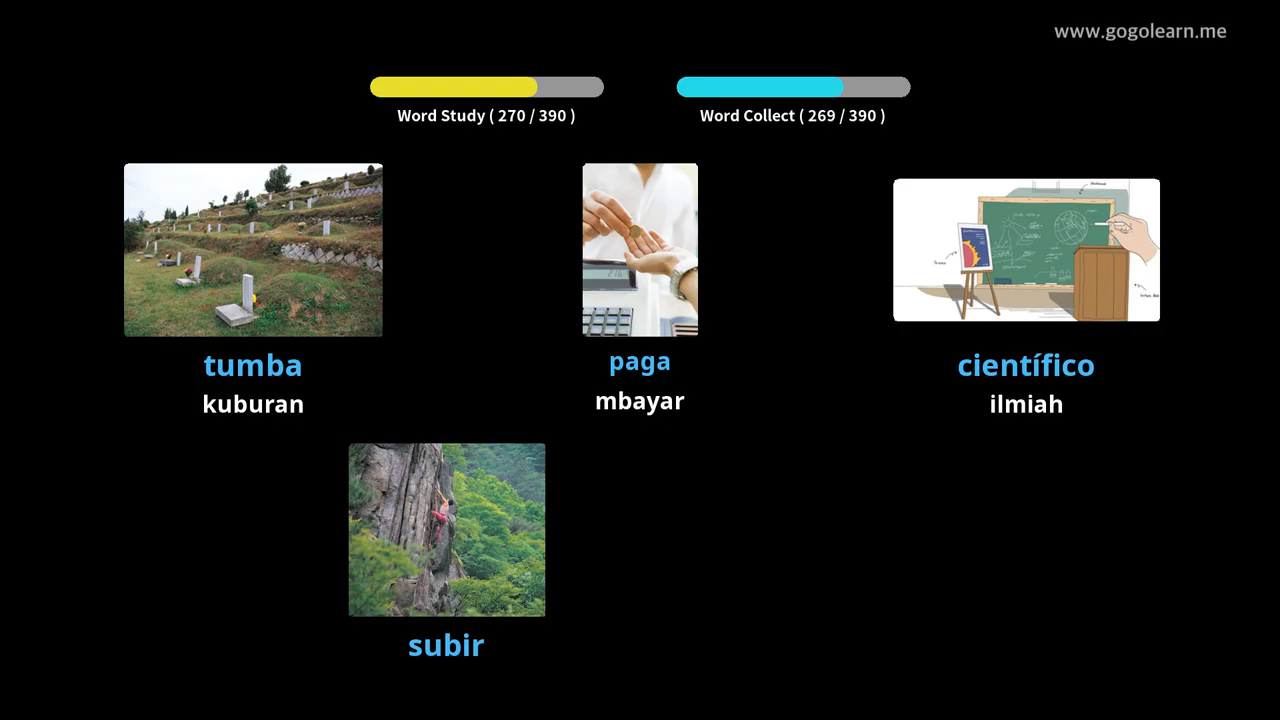 www.gogolearn.me
Word Study ( 270 / 390 )
Word Collect ( 269 / 390 )
tumba
kuburan
paga
mbayar
científico
ilmiah
subir